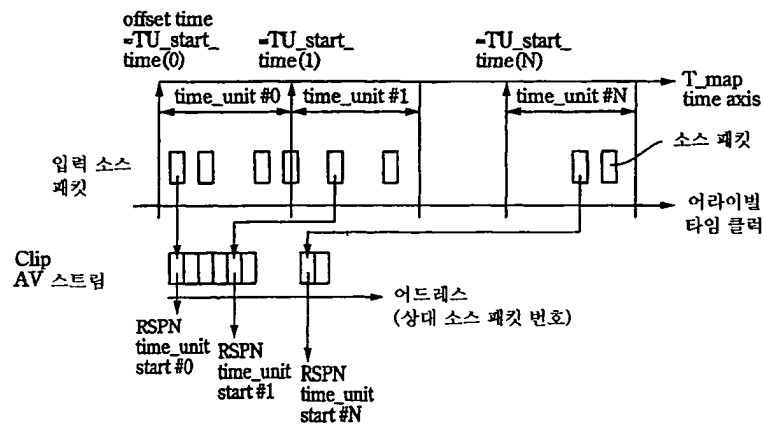 offset time
=TU_start_
time(0)
=TU_start_
time(1)
=TU_start_
time(N)
T_map
time axis
time_unit #0
time_unit #1
time_unit #N
입력 소스
패킷
소스 패킷
어라이벌
타임 클럭
Clip
AV 스트림
어드레스
(상대 소스 패킷 번호)
RSPN
time_unit
start #0
RSPN
time_unit
start #1
RSPN
time_unit
start #N